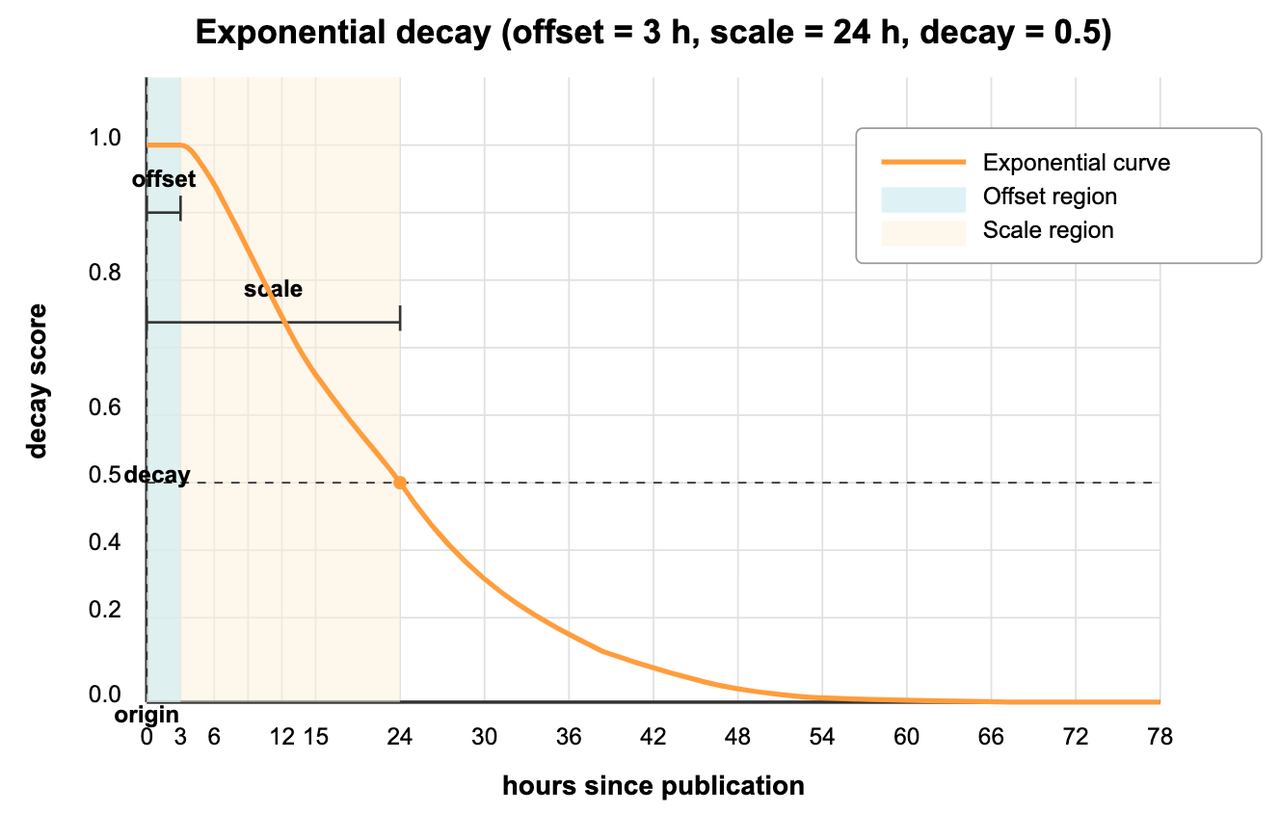 Exponential decay (offset = 3 h, scale = 24 h, decay = 0.5)
Exponential curve
Offset region
Scale region
1.0
offset
0.8
scale
0.6
0.5
decay
0.4
0.2
0.0
origin
decay score
0 3 6 12 15 24 30 36 42 48 54 60 66 72 78
hours since publication